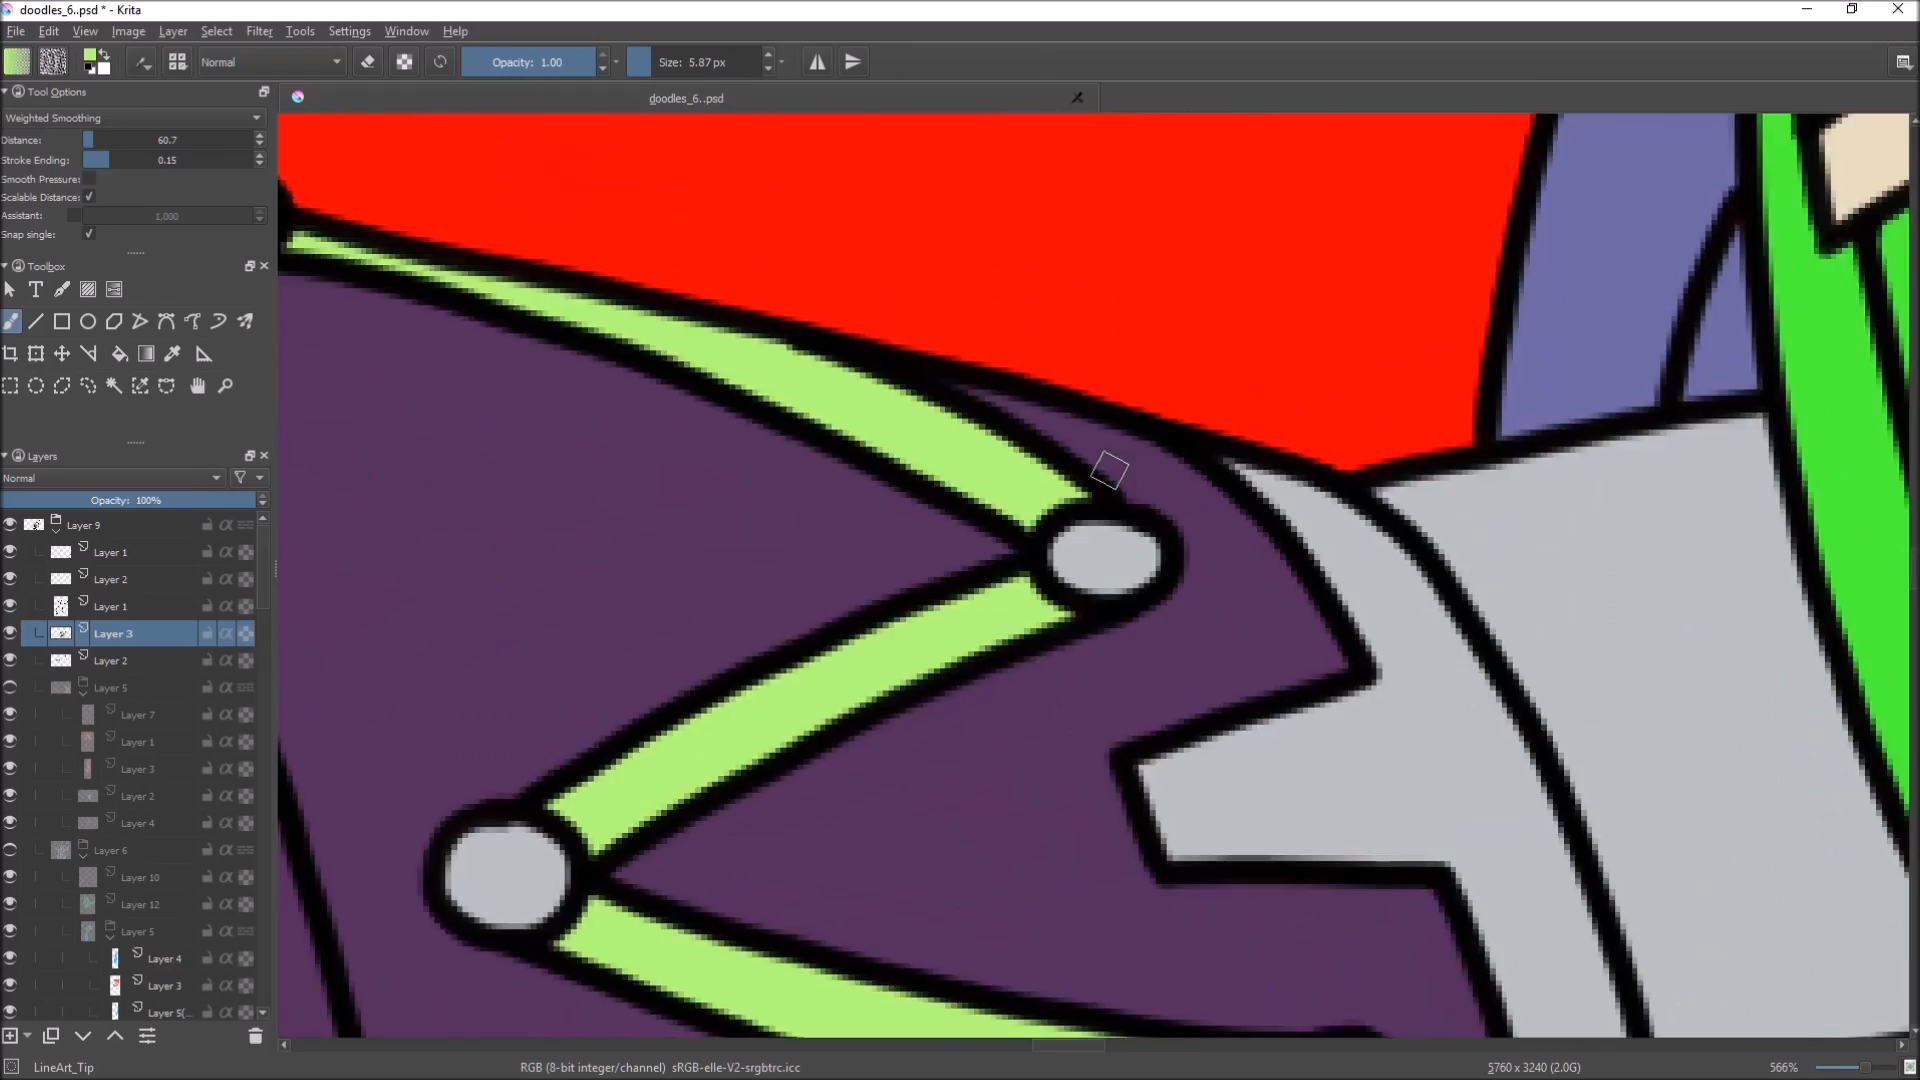 doodles_6..psd * - Krita
File Edit View Image Layer Select Filter Tools Settings Window Help
Normal Opacity: 1.00 Size: 5.87 px
Tool Options doodles_6..psd
Weighted Smoothing
Distance: 60.7
Stroke Ending: 0.15
Smooth Pressure:
Scalable Distance:
Assistant: 1,000
Snap single:
Toolbox
Layers
Normal
Opacity: 100%
Layer 9
Layer 1
Layer 2
Layer 1
Layer 3
Layer 2
Layer 5
Layer 7
Layer 1
Layer 3
Layer 2
Layer 4
Layer 6
Layer 10
Layer 12
Layer 5
Layer 4
Layer 3
Layer 5(...
LineArt_Tip RGB (8-bit integer/channel) sRGB-elle-V2-srgbtrc.icc 5760 x 3240 (2.0G) 566%